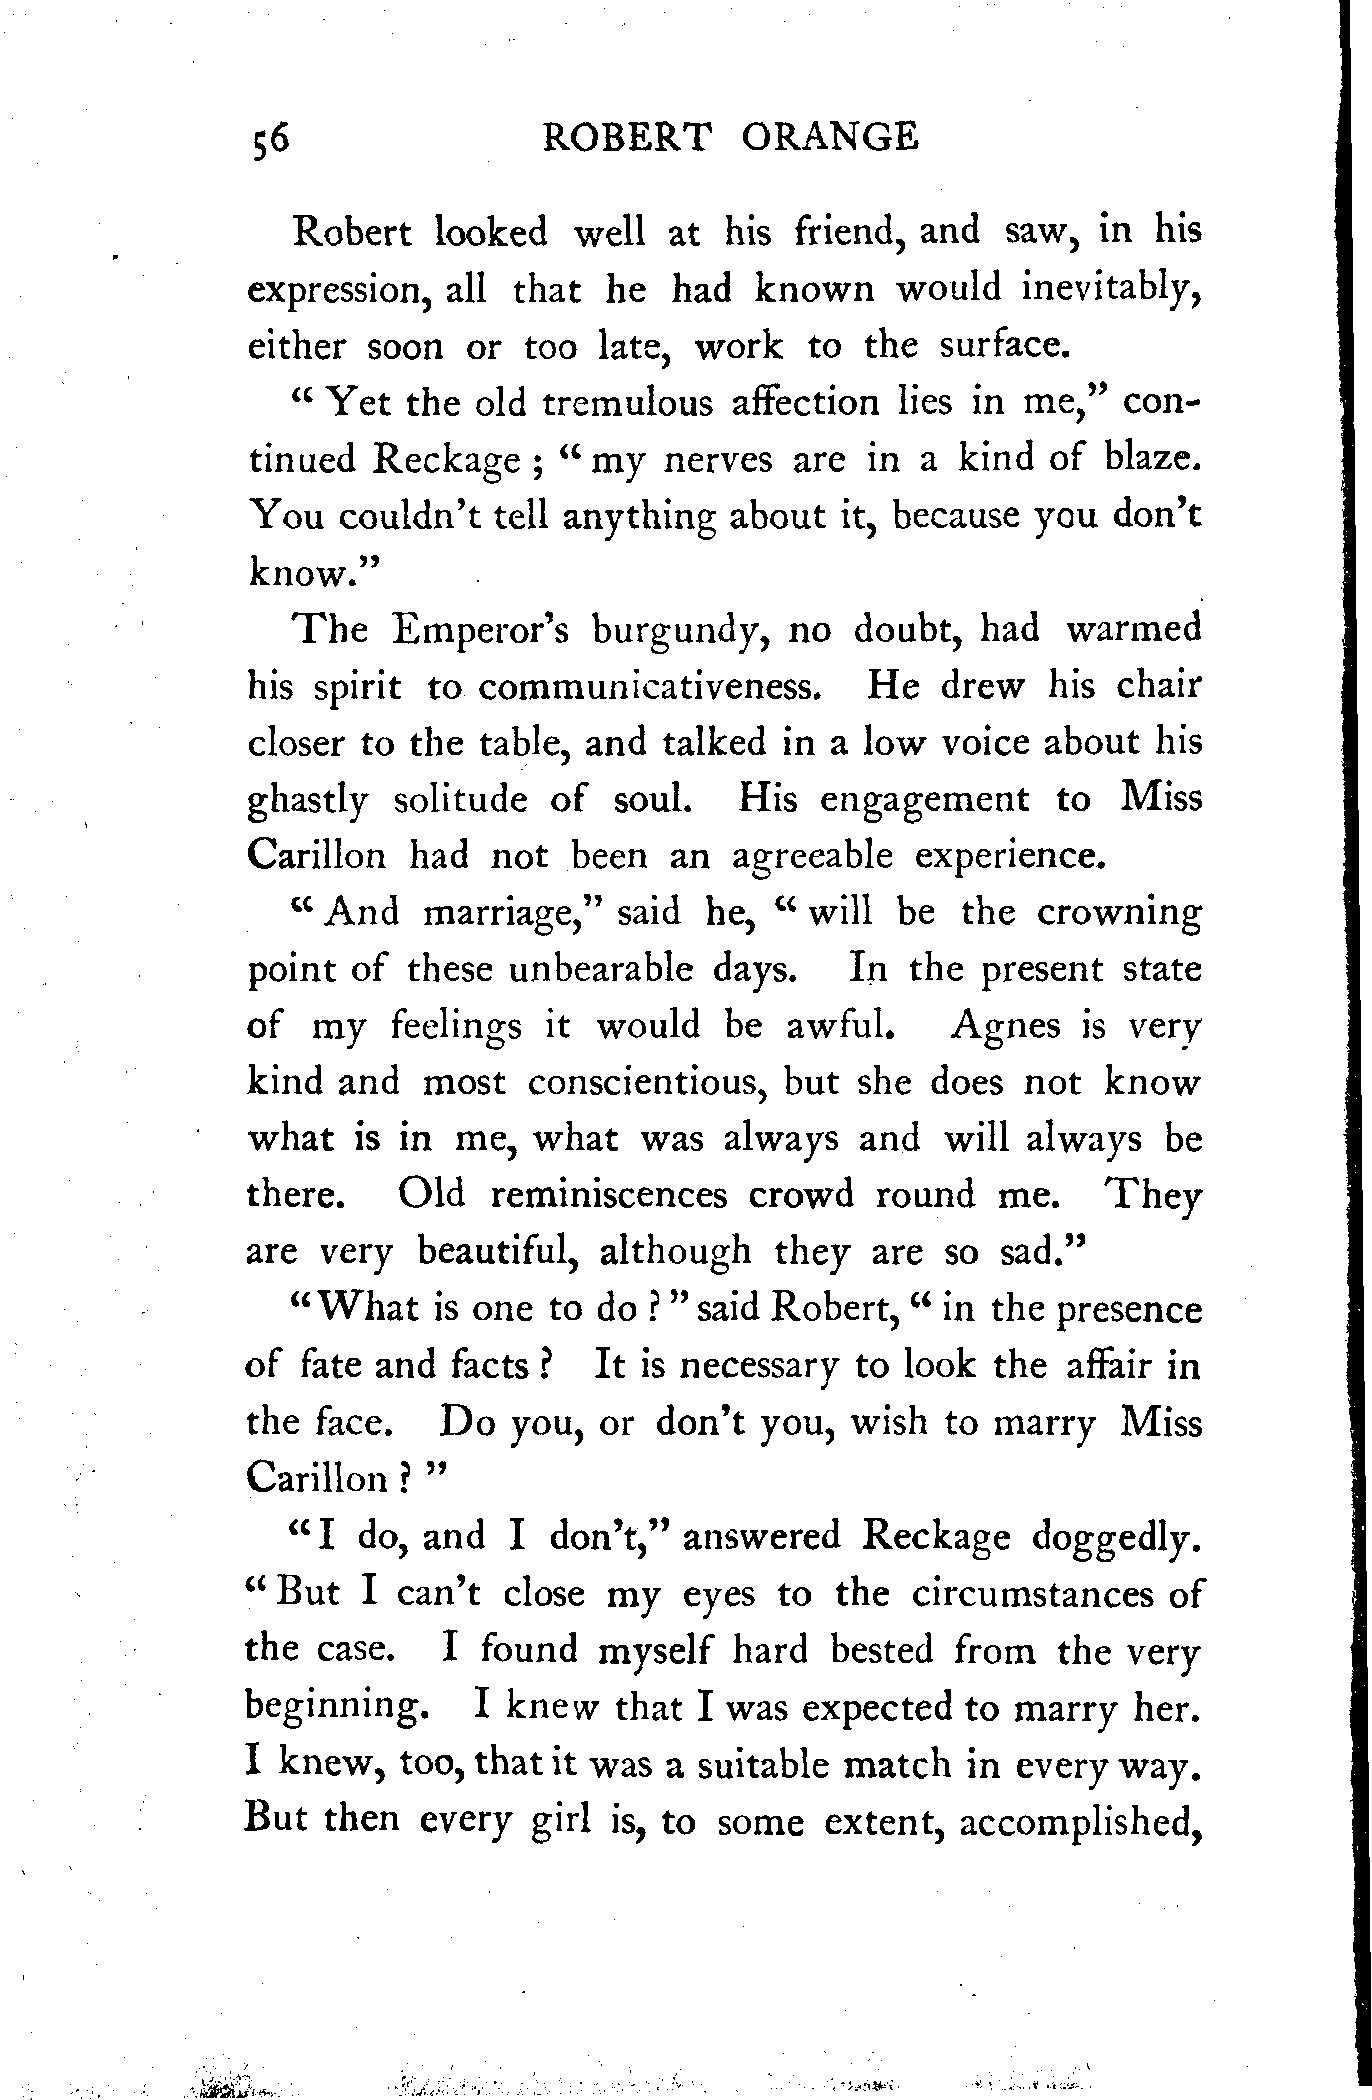 56 ROBERT ORANGE
Robert looked well at his friend, and saw, in his
expression, all that he had known would inevitably,
either soon or too late, work to the surface.
“ Yet the old tremulous affection lies in me,” con-
tinued Reckage ; “ my nerves are in a kind of blaze.
You couldn’t tell anything about it, because you don’t
know.”
The Emperor’s burgundy, no doubt, had warmed
his spirit to communicativeness. He drew his chair
closer to the table, and talked in a low voice about his
ghastly solitude of soul. His engagement to Miss
Carillon had not been an agreeable experience.
“ And marriage,” said he, “ will be the crowning
point of these unbearable days. In the present state
of my feelings it would be awful. Agnes is very
kind and most conscientious, but she does not know
what is in me, what was always and will always be
there. Old reminiscences crowd round me. They
are very beautiful, although they are so sad.”
“What is one to do ? ” said Robert, “ in the presence
of fate and facts ? It is necessary to look the affair in
the face. Do you, or don’t you, wish to marry Miss
Carillon ? ”
“ I do, and I don’t,” answered Reckage doggedly.
“ But I can’t close my eyes to the circumstances of
the case. I found myself hard bested from the very
beginning. I knew that I was expected to marry her.
I knew, too, that it was a suitable match in every way.
But then every girl is, to some extent, accomplished,